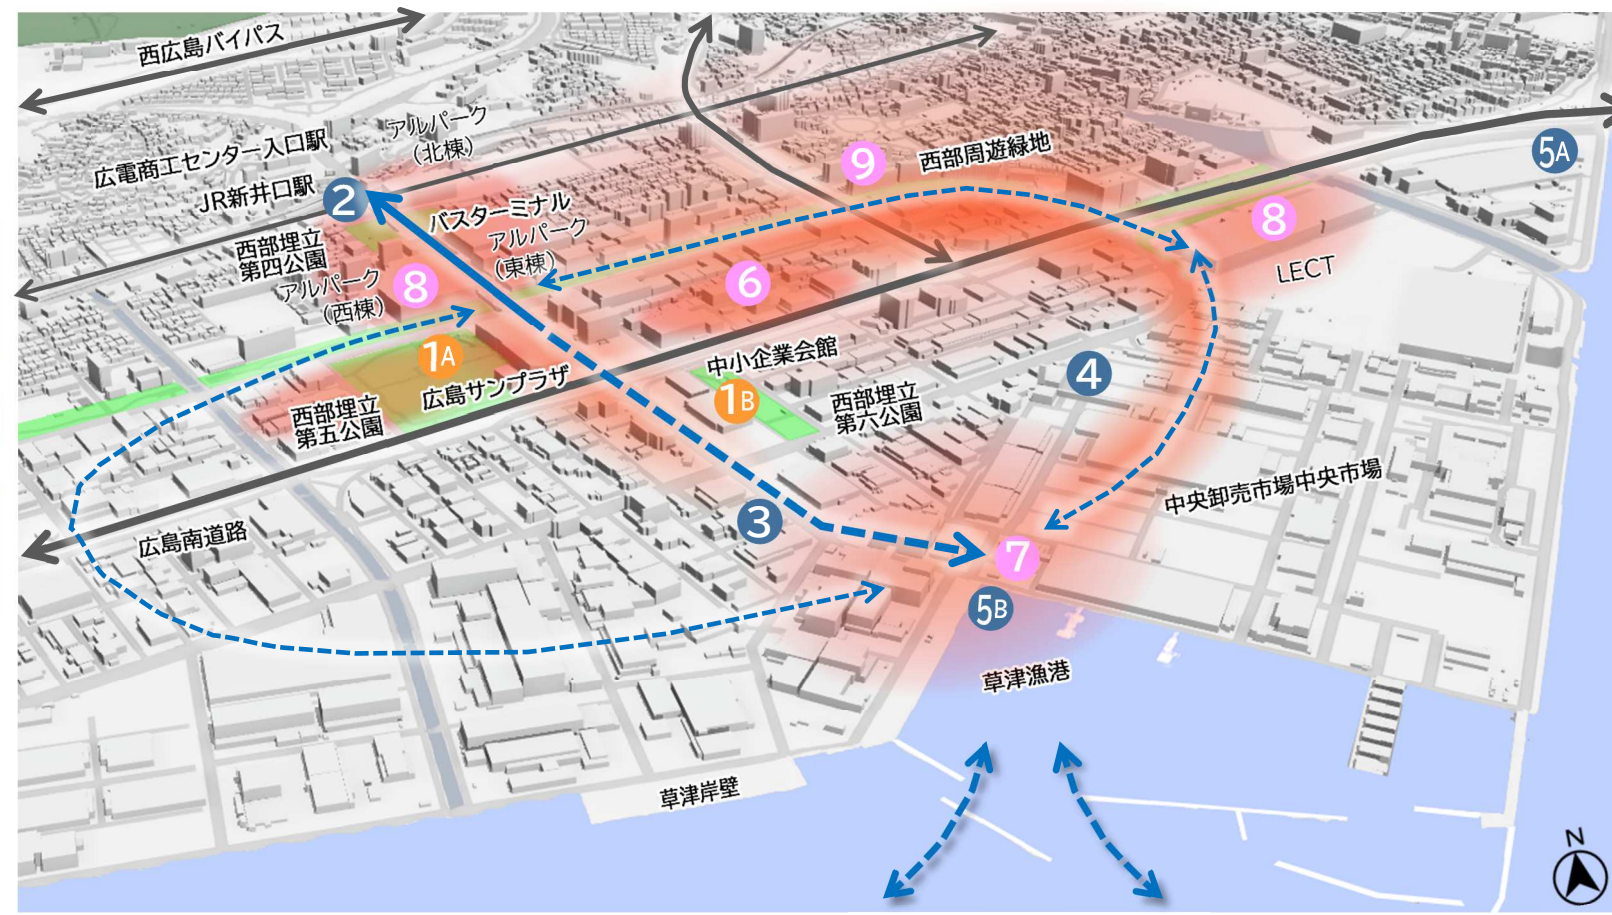 西広島バイパス
アルパーク
（北棟）
広電商工センター入口駅
JR新井口駅
2
バスターミナル
アルパーク
（東棟）
西部埋立
第四公園
アルパーク
（西棟）
8
9
西部周遊緑地
5A
8
LECT
6
1A
広島サンプラザ
西部埋立
第五公園
中小企業会館
1B
西部埋立
第六公園
4
中央卸売市場中央市場
広島南道路
3
7
5B
草津漁港
草津岸壁
N